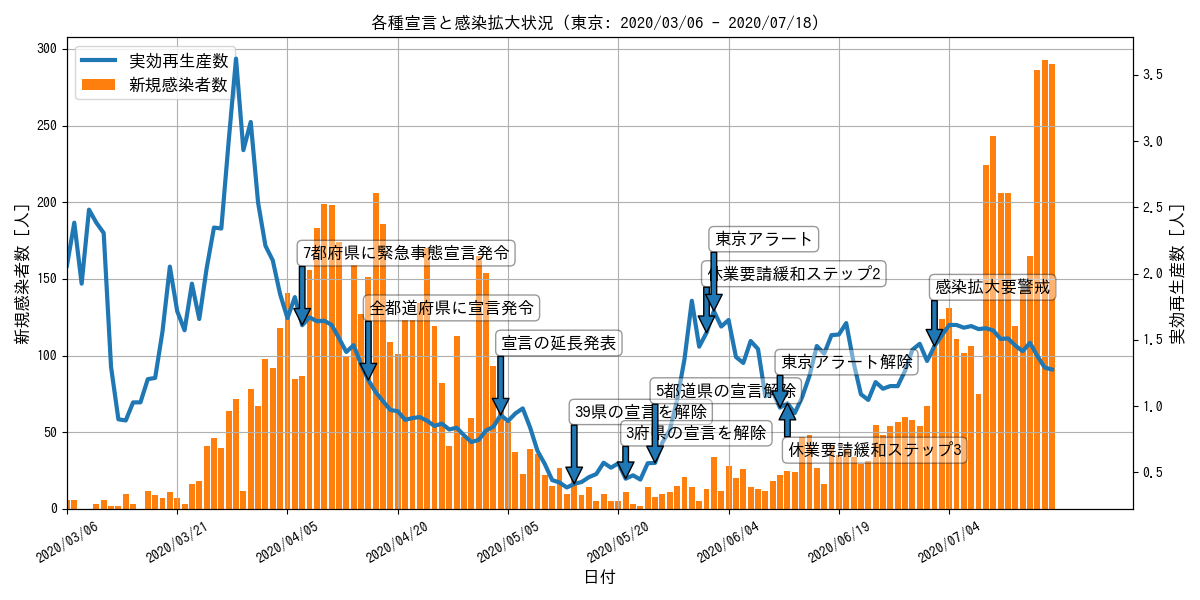 各種宣言と感染拡大状況 (東京: 2020/03/06 - 2020/07/18)
実効再生産数
新規感染者数
新規感染者数 [人]
300
250
200
150
100
50
0
3.5
3.0
2.5
2.0
1.5
1.0
0.5
実効再生産数 [人]
東京アラート
7都府県に緊急事態宣言発令
休業要請緩和ステップ2
感染拡大要警戒
全都道府県に宣言発令
宣言の延長発表
東京アラート解除
5都道県の宣言解除
39県の宣言を解除
3府県の宣言を解除
休業要請緩和ステップ3
2020/03/06
2020/03/21
2020/04/05
2020/04/20
2020/05/05
2020/05/20
2020/06/04
2020/06/19
2020/07/04
日付